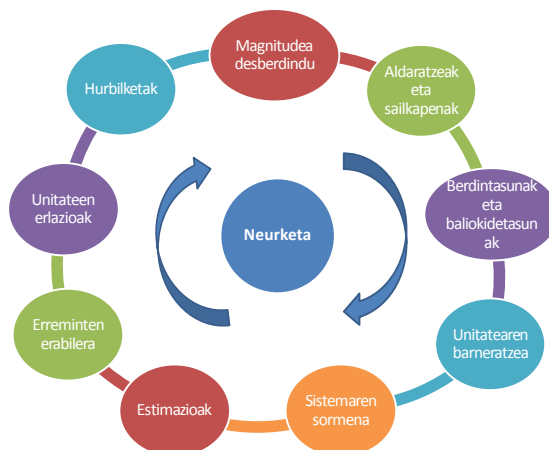 Magnitudea
desberdindu
Aldaratzeak
eta
sailkapenak
Berdintasunak
eta
baliokidetasun
ak
Unitatearen
barneratzea
Sistemaren
sormena
Estimazioak
Erreminten
erabilera
Unitateen
erlazioak
Hurbilketak
Neurketa